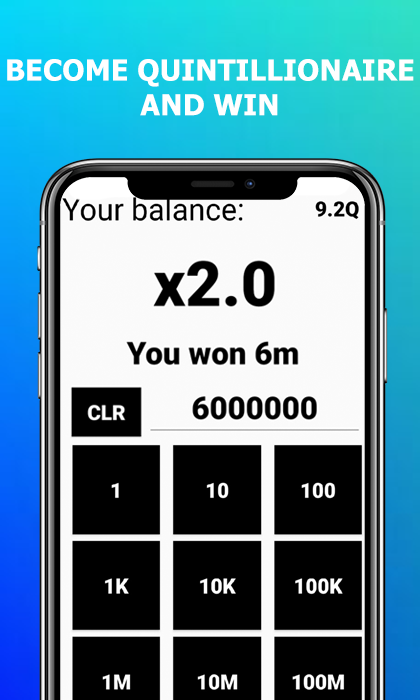 BECOME QUINTILLIONAIRE
AND WIN
Your balance: 9.2Q
x2.0
You won 6m
CLR 6000000
1 10 100
1K 10K 100K
1M 10M 100M